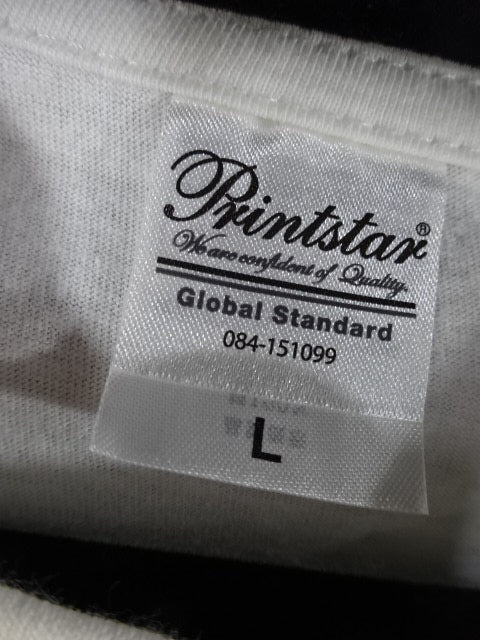 Printstar®
We are confident of Quality.
Global Standard
084-151099
L